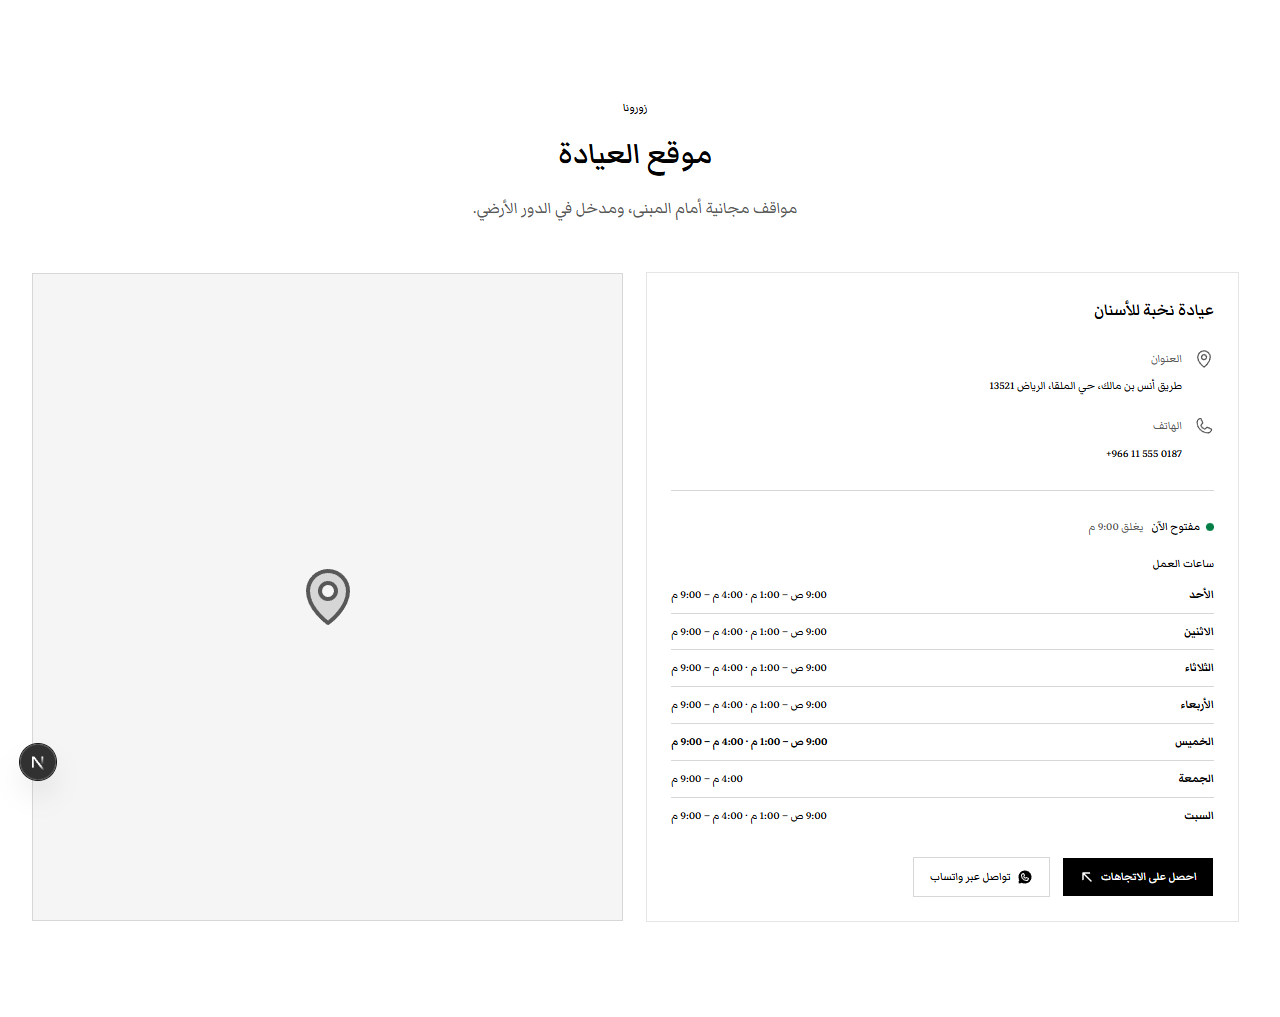 زورونا
موقع العيادة
مواقف مجانية أمام المبنى، ومدخل في الدور الأرضي.
عيادة نخبة للأسنان
العنوان
طريق أنس بن مالك، حي الملقا، الرياض 13521
الهاتف
+966 11 555 0187
مفتوح الآن يغلق 9:00 م
ساعات العمل
الأحد 9:00 ص – 1:00 م · 4:00 م – 9:00 م
الاثنين 9:00 ص – 1:00 م · 4:00 م – 9:00 م
الثلاثاء 9:00 ص – 1:00 م · 4:00 م – 9:00 م
الأربعاء 9:00 ص – 1:00 م · 4:00 م – 9:00 م
الخميس 9:00 ص – 1:00 م · 4:00 م – 9:00 م
الجمعة 4:00 م – 9:00 م
السبت 9:00 ص – 1:00 م · 4:00 م – 9:00 م
احصل على الاتجاهات تواصل عبر واتساب
N